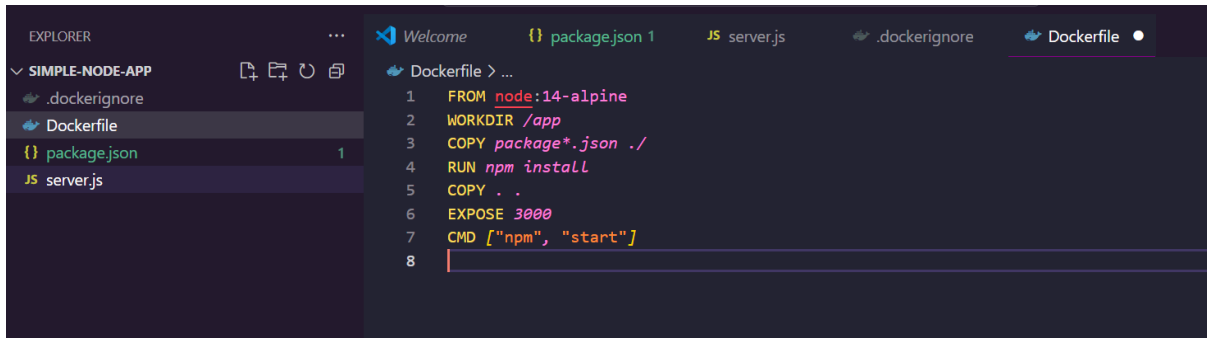 EXPLORER ...
Welcome {} package.json 1 JS server.js .dockerignore Dockerfile
SIMPLE-NODE-APP
.dockerignore
Dockerfile
{} package.json 1
JS server.js
Dockerfile > ...
1 FROM node:14-alpine
2 WORKDIR /app
3 COPY package*.json ./
4 RUN npm install
5 COPY . .
6 EXPOSE 3000
7 CMD ["npm", "start"]
8